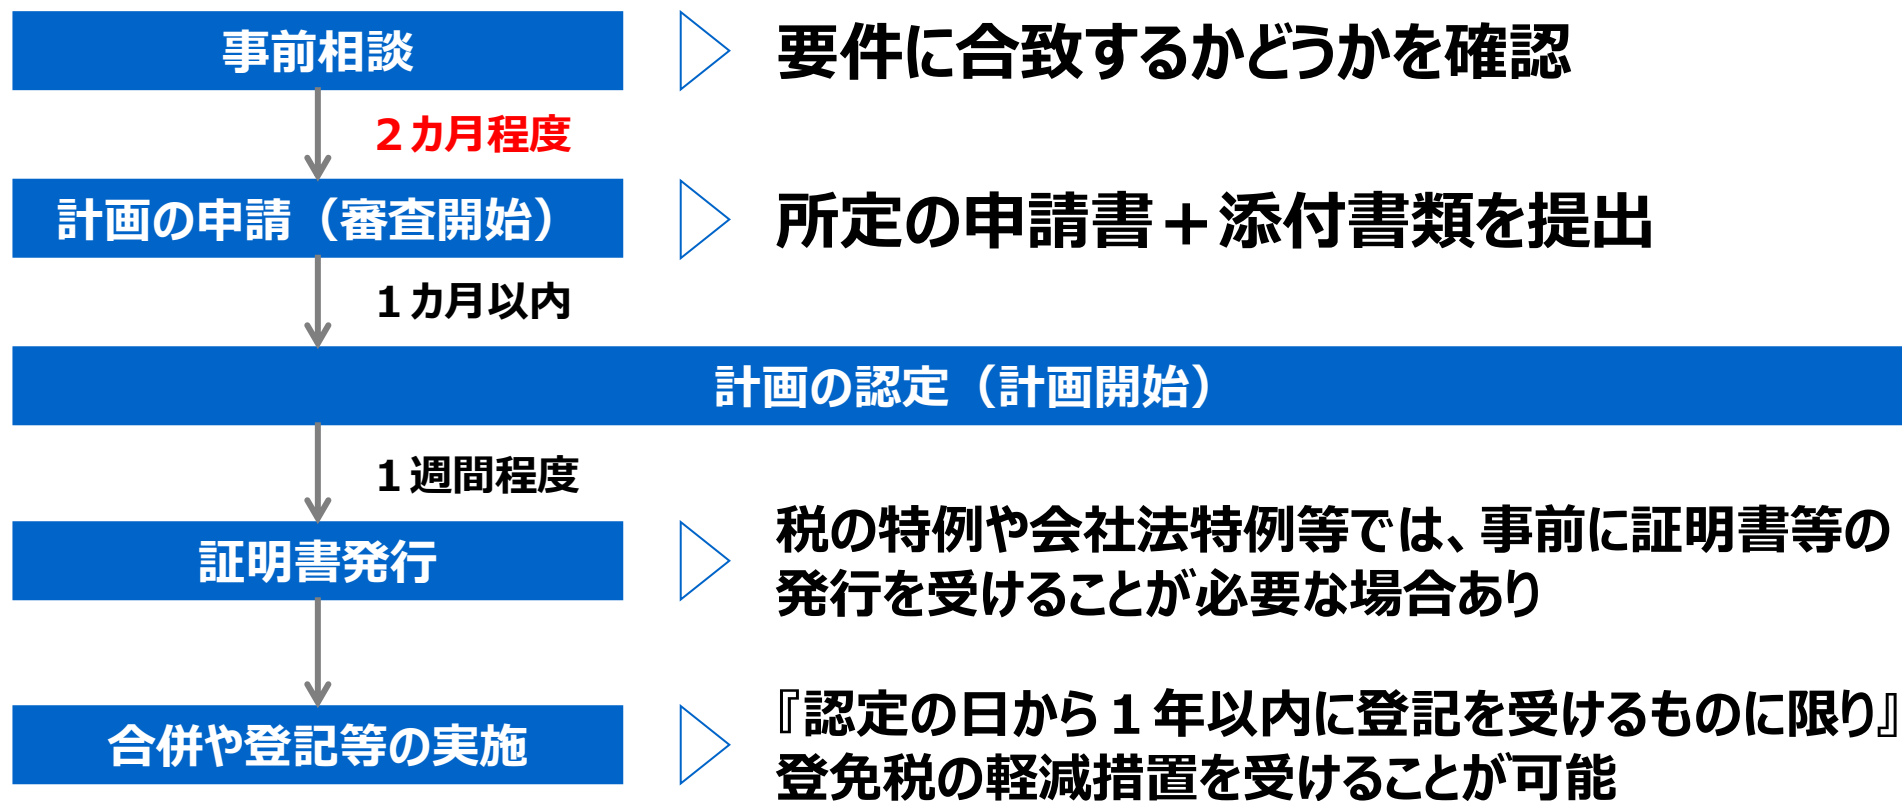 事前相談
要件に合致するかどうかを確認
２カ月程度
計画の申請（審査開始）
所定の申請書＋添付書類を提出
１カ月以内
計画の認定（計画開始）
１週間程度
証明書発行
税の特例や会社法特例等では、事前に証明書等の
発行を受けることが必要な場合あり
合併や登記等の実施
『認定の日から１年以内に登記を受けるものに限り』
登免税の軽減措置を受けることが可能